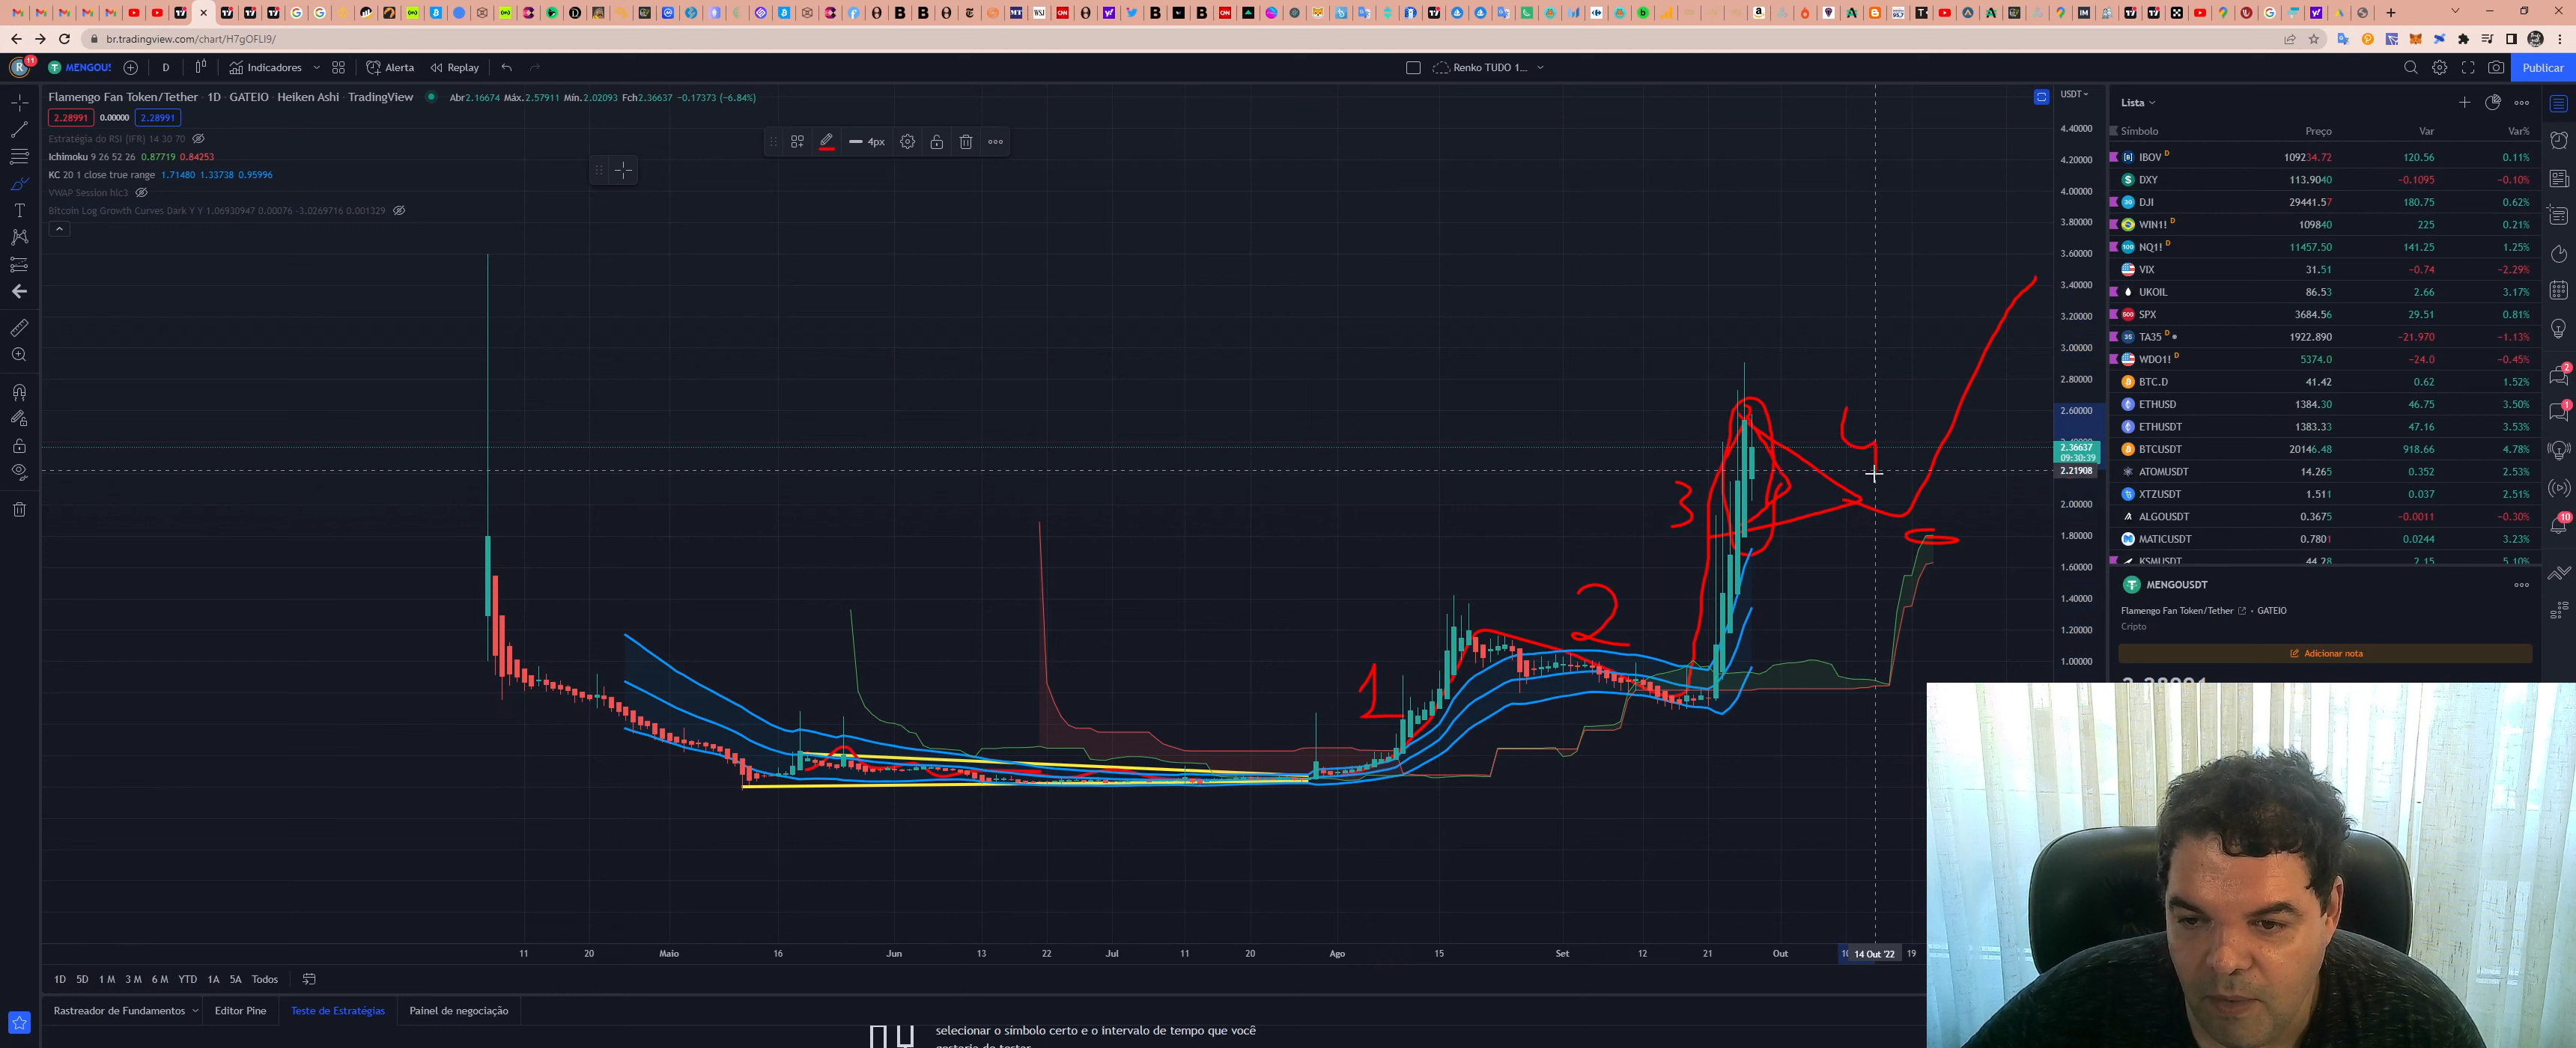 br.tradingview.com/chart/H7gOFLI9/
R 11 MENGOU! D Indicadores Alerta Replay Renko TUDO 1... Publicar
Flamengo Fan Token/Tether · 1D · GATEIO · Heiken Ashi · TradingView Abr2.16674 Máx.2.57911 Mín.2.02093 Fch2.36637 −0.17373 (−6.84%)
2.28991 0.00000 2.28991
Estratégia do RSI (IFR) 14 30 70
Ichimoku 9 26 52 26 0.87719 0.84253
KC 20 1 close true range 1.71480 1.33738 0.95996
VWAP Session hlc3
Bitcoin Log Growth Curves Dark Y Y 1.06930947 0.00076 -3.0269716 0.001329
4px
1
2
3
4
USDT
4.40000
4.20000
4.00000
3.80000
3.60000
3.40000
3.20000
3.00000
2.80000
2.60000
2.36637
09:30:39
2.21908
2.00000
1.80000
1.60000
1.40000
1.20000
1.00000
11 20 Maio 16 Jun 13 22 Jul 11 20 Ago 15 Set 12 21 Out 14 Out '22 19
1D 5D 1 M 3 M 6 M YTD 1A 5A Todos
Rastreador de Fundamentos Editor Pine Teste de Estratégias Painel de negociação
selecionar o símbolo certo e o intervalo de tempo que você
Lista
Símbolo Preço Var Var%
IBOV D 109234.72 120.56 0.11%
DXY 113.9040 −0.1095 −0.10%
DJI 29441.57 180.75 0.62%
WIN1! D 109840 225 0.21%
NQ1! D 11457.50 141.25 1.25%
VIX 31.51 −0.74 −2.29%
UKOIL 86.53 2.66 3.17%
SPX 3684.56 29.51 0.81%
TA35 D 1922.890 −21.970 −1.13%
WDO1! D 5374.0 −24.0 −0.45%
BTC.D 41.42 0.62 1.52%
ETHUSD 1384.30 46.75 3.50%
ETHUSDT 1383.33 47.16 3.53%
BTCUSDT 20146.48 918.66 4.78%
ATOMUSDT 14.265 0.352 2.53%
XTZUSDT 1.511 0.037 2.51%
ALGOUSDT 0.3675 −0.0011 −0.30%
MATICUSDT 0.7801 0.0244 3.23%
KSMUSDT 44.28 2.15 5.10%
MENGOUSDT
Flamengo Fan Token/Tether · GATEIO
Cripto
Adicionar nota
2.28991